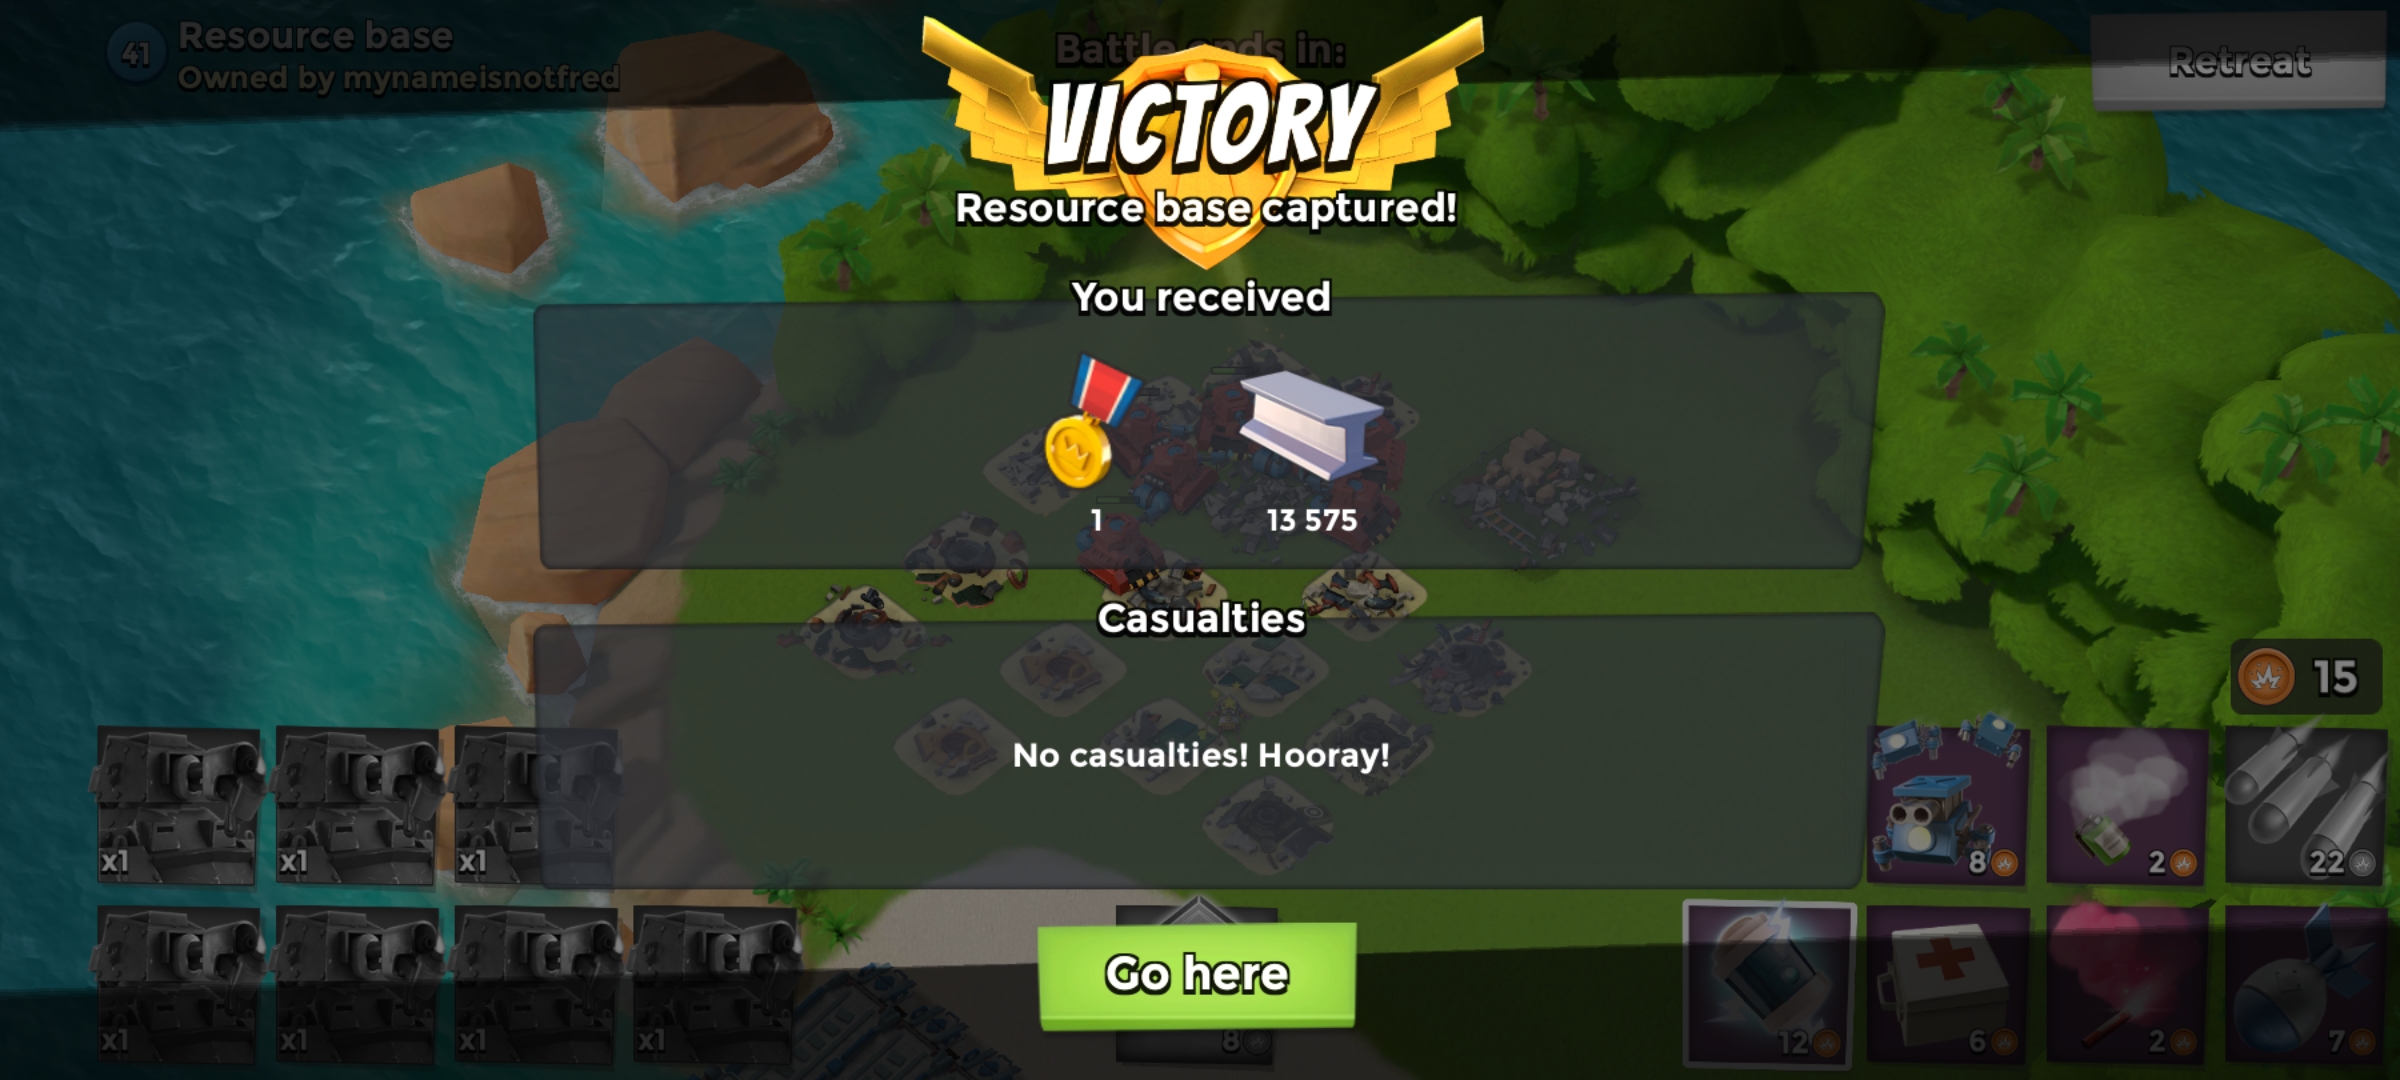 41
Resource base
Owned by mynameisnotfred
Battle ends in:
Retreat
VICTORY
Resource base captured!
You received
1
13 575
Casualties
No casualties! Hooray!
15
x1
x1
x1
8
2
22
x1
x1
x1
x1
8
Go here
12
6
2
7